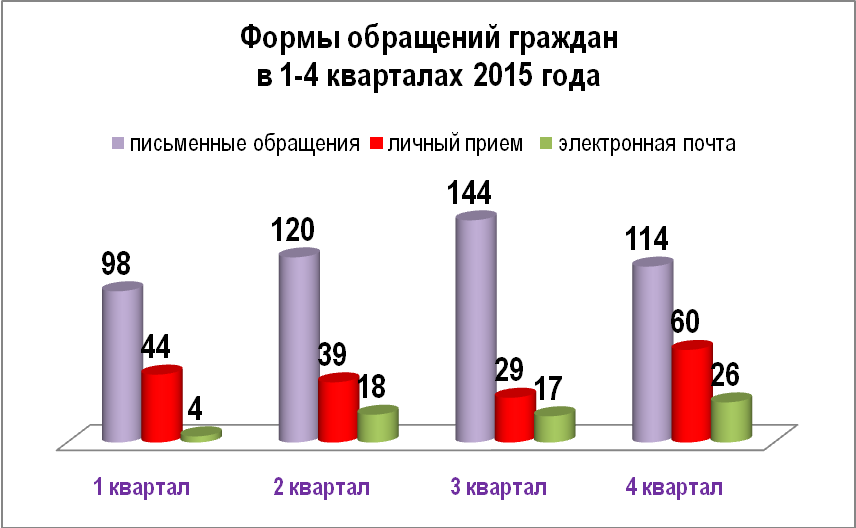 Формы обращений граждан
в 1-4 кварталах 2015 года
письменные обращения личный прием электронная почта
98 44 4
120 39 18
144 29 17
114 60 26
1 квартал 2 квартал 3 квартал 4 квартал